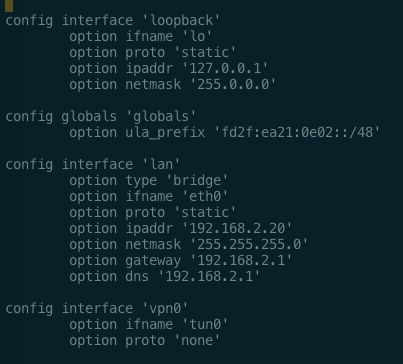 config interface 'loopback'
option ifname 'lo'
option proto 'static'
option ipaddr '127.0.0.1'
option netmask '255.0.0.0'
config globals 'globals'
option ula_prefix 'fd2f:ea21:0e02::/48'
config interface 'lan'
option type 'bridge'
option ifname 'eth0'
option proto 'static'
option ipaddr '192.168.2.20'
option netmask '255.255.255.0'
option gateway '192.168.2.1'
option dns '192.168.2.1'
config interface 'vpn0'
option ifname 'tun0'
option proto 'none'